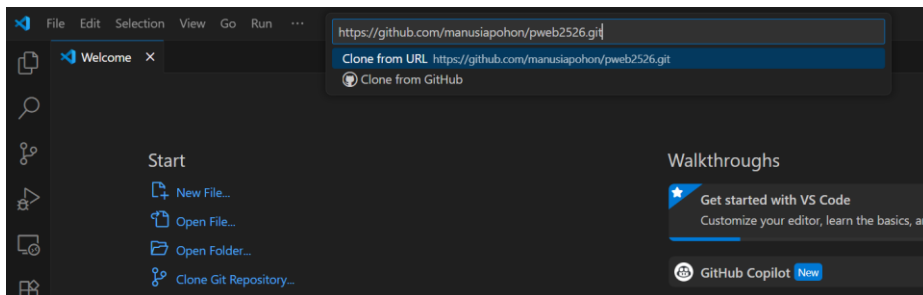 File Edit Selection View Go Run ···
https://github.com/manusiapohon/pweb2526.git
Welcome
Clone from URL https://github.com/manusiapohon/pweb2526.git
Clone from GitHub
Start
New File...
Open File...
Open Folder...
Clone Git Repository...
Walkthroughs
Get started with VS Code
Customize your editor, learn the basics, a
GitHub Copilot New